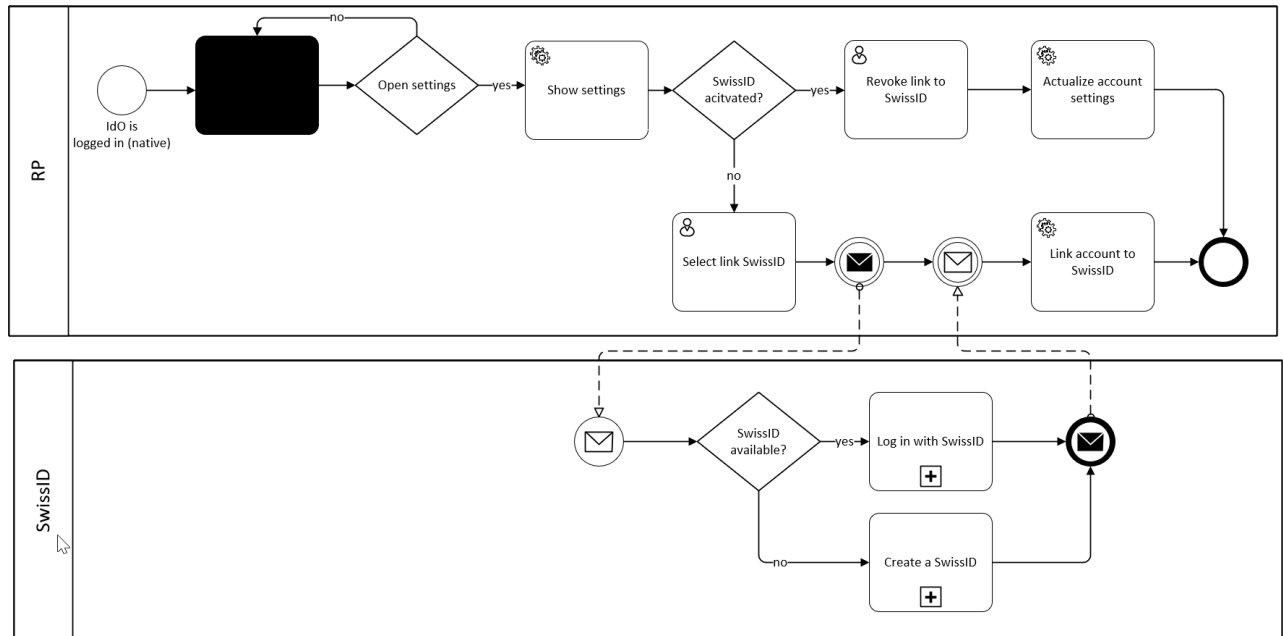 RP
no
IdO is
logged in (native)
Open settings
yes
Show settings
SwissID
acitvated?
yes
Revoke link to
SwissID
Actualize account
settings
no
Select link SwissID
Link account to
SwissID
SwissID
SwissID
available?
yes
Log in with SwissID
no
Create a SwissID